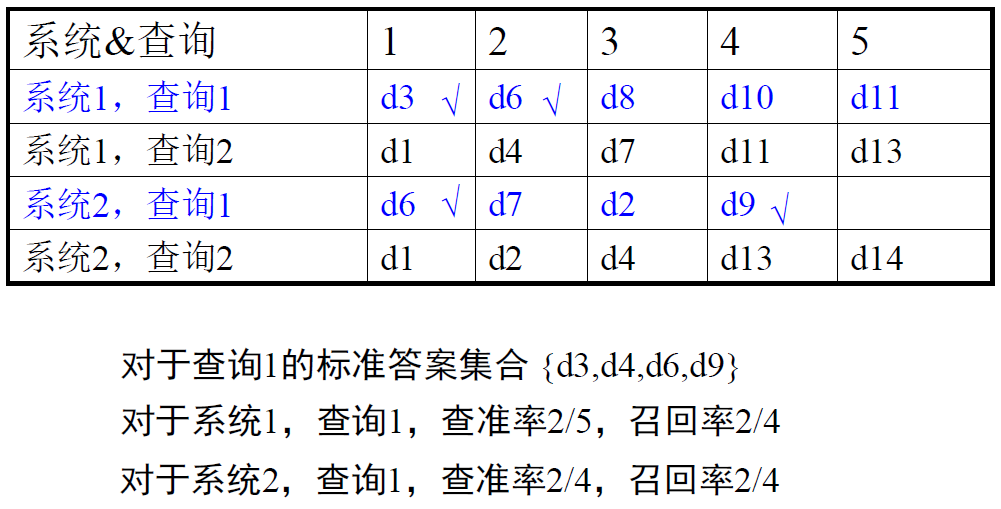 系统&查询 1 2 3 4 5
系统1，查询1 d3 √ d6 √ d8 d10 d11
系统1，查询2 d1 d4 d7 d11 d13
系统2，查询1 d6 √ d7 d2 d9 √
系统2，查询2 d1 d2 d4 d13 d14
对于查询1的标准答案集合 {d3,d4,d6,d9}
对于系统1，查询1，查准率2/5，召回率2/4
对于系统2，查询1，查准率2/4，召回率2/4